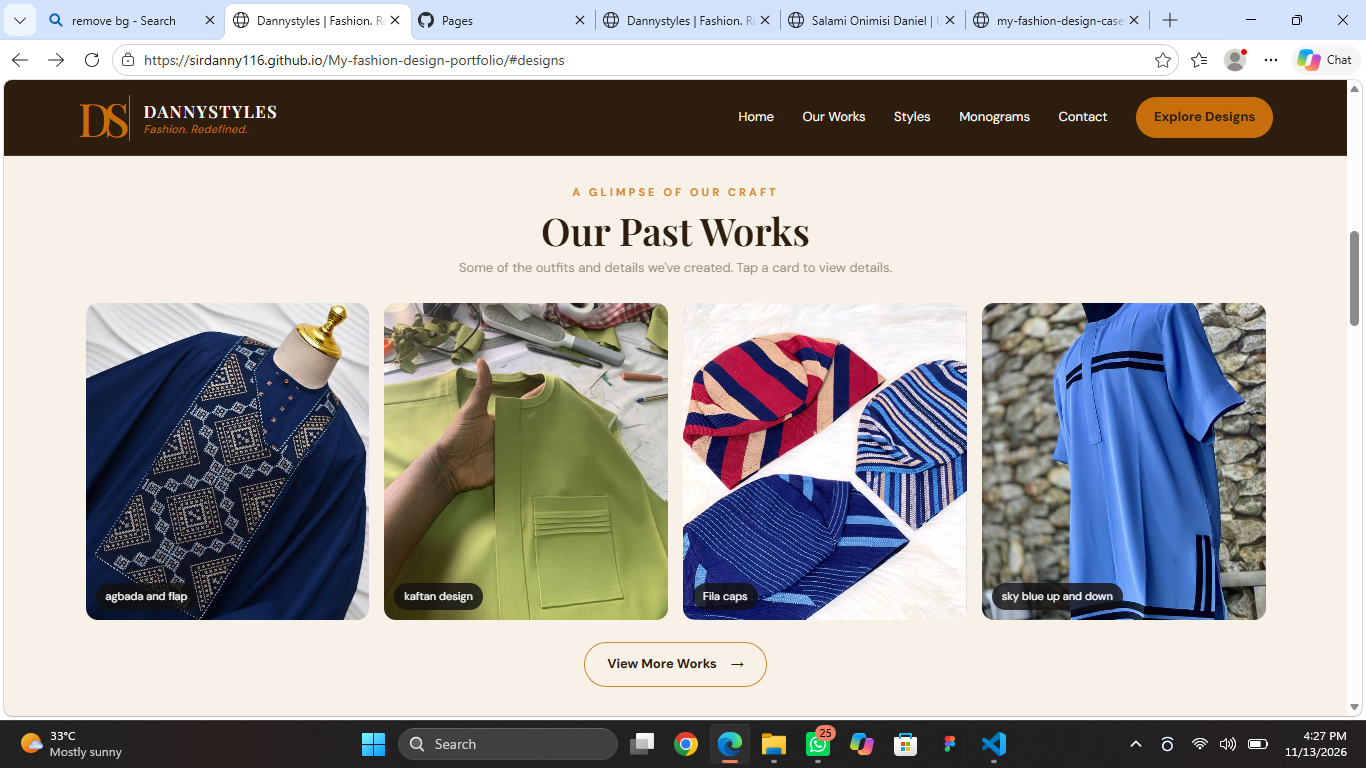 remove bg - Search
Dannystyles | Fashion. Re
Pages
Dannystyles | Fashion. R
Salami Onimisi Daniel | U
my-fashion-design-case
https://sirdanny116.github.io/My-fashion-design-portfolio/#designs
Chat
DS
DANNYSTYLES
Fashion. Redefined.
Home
Our Works
Styles
Monograms
Contact
Explore Designs
A GLIMPSE OF OUR CRAFT
Our Past Works
Some of the outfits and details we've created. Tap a card to view details.
agbada and flap
kaftan design
Fila caps
sky blue up and down
View More Works →
33°C
Mostly sunny
Search
25
4:27 PM
11/13/2026